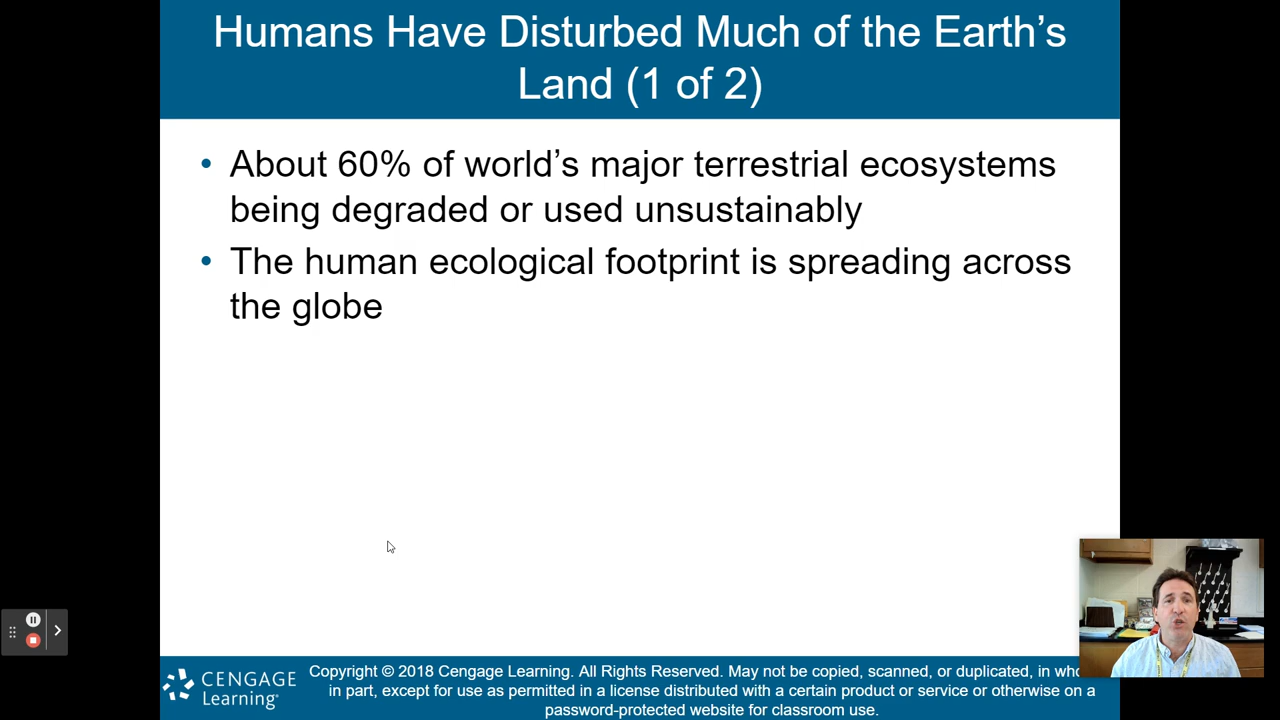 Humans Have Disturbed Much of the Earth's
Land (1 of 2)
• About 60% of world's major terrestrial ecosystems
being degraded or used unsustainably
• The human ecological footprint is spreading across
the globe
CENGAGE
Learning
Copyright © 2018 Cengage Learning. All Rights Reserved. May not be copied, scanned, or duplicated, in
in part, except for use as permitted in a license distributed with a certain product or service or otherwise on a
password-protected website for classroom use.